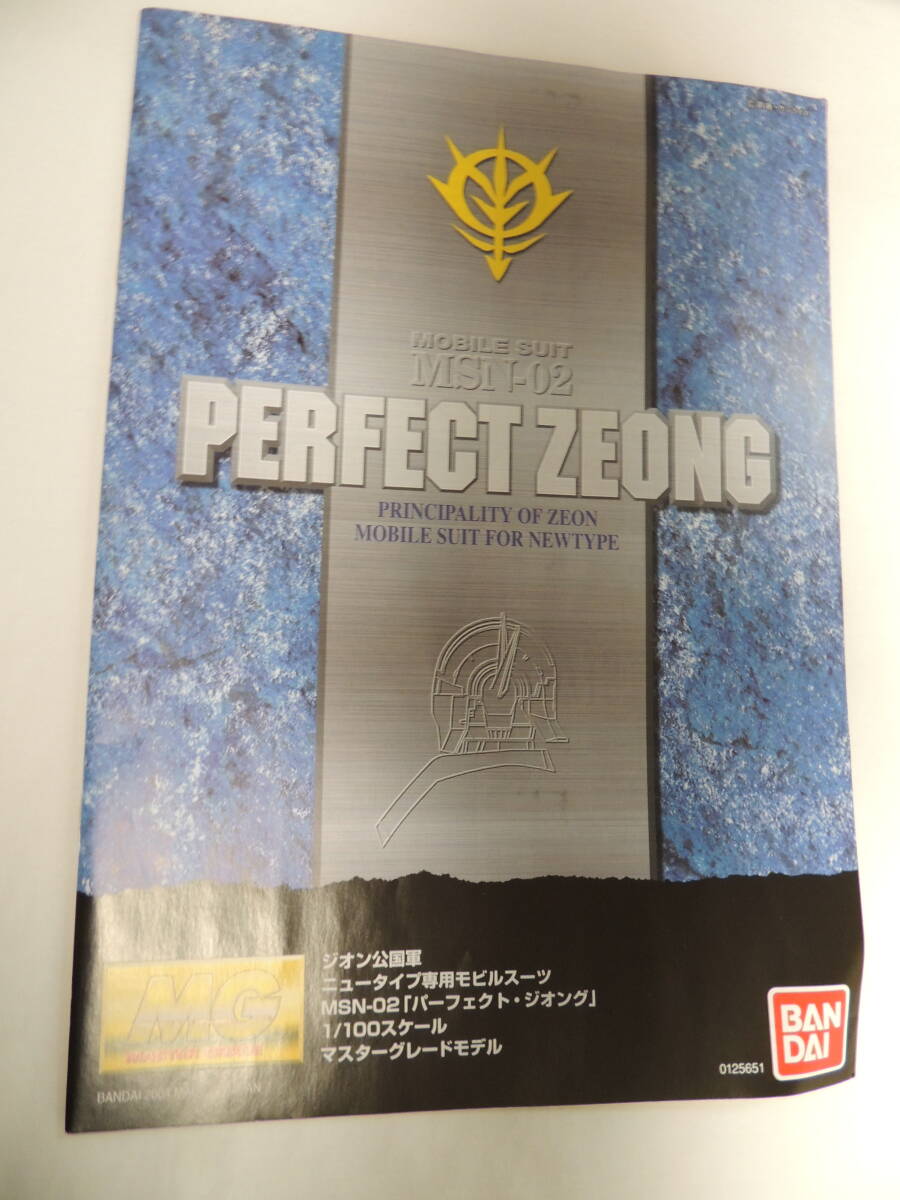 MOBILE SUIT
MSN-02
PERFECT ZEONG
PRINCIPALITY OF ZEON
MOBILE SUIT FOR NEWTYPE
MG
ジオン公国軍
ニュータイプ専用モビルスーツ
MSN-02「パーフェクト・ジオング」
1/100スケール
マスターグレードモデル
BAN
DAI
0125651
BANDAI